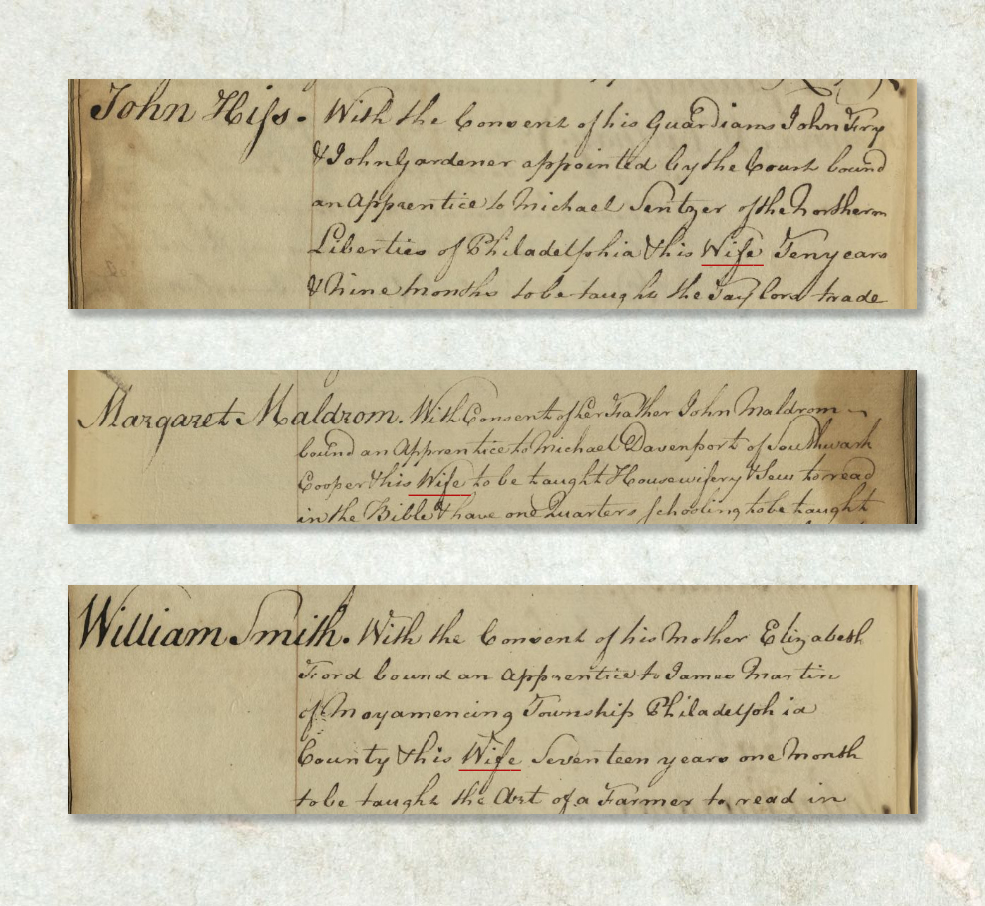 John Hiss. With the Consent of his Guardians John Fry
& John Gardener appointed by the Court bound
an Apprentice to Michael Sentzer of the Northern
Liberties of Philadelphia & his Wife Ten years
& Nine months to be taught the Taylors trade
Margaret Maldrom. With Consent of her Father John Maldrom
bound an Apprentice to Michael Davenport of Southwark
Cooper & his Wife to be taught Housewifery & Sew to read
in the Bible & have one Quarters schooling to be taught
William Smith. With the Consent of his Mother Elizabeth
Ford bound an Apprentice to James Martin
of Moyamencing Township Philadelphia
County & his Wife Seventeen years one Month
to be taught the Art of a Farmer to read in